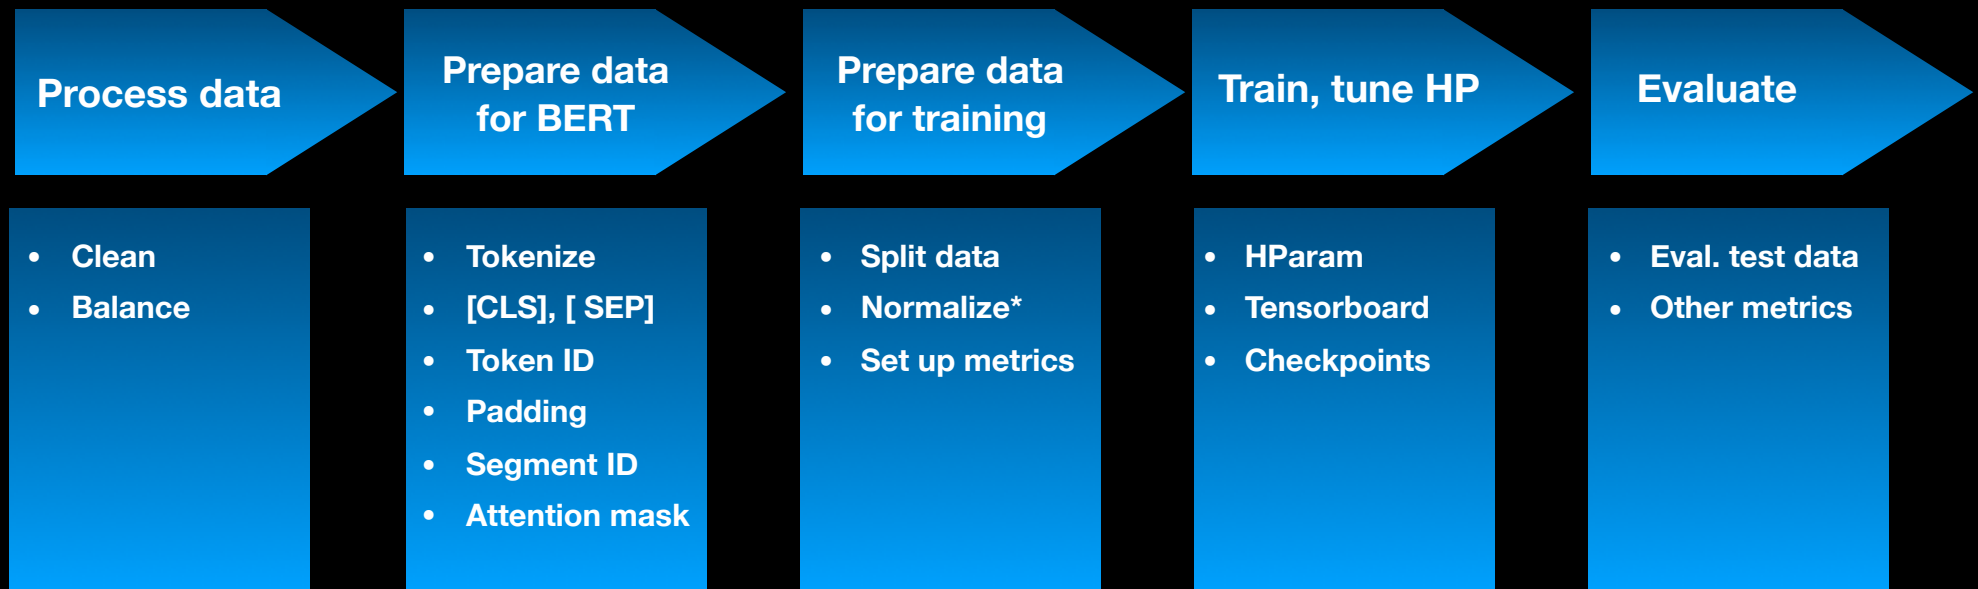 Process data
Prepare data
for BERT
Prepare data
for training
Train, tune HP
Evaluate
• Clean
• Balance
• Tokenize
• [CLS], [ SEP]
• Token ID
• Padding
• Segment ID
• Attention mask
• Split data
• Normalize*
• Set up metrics
• HParam
• Tensorboard
• Checkpoints
• Eval. test data
• Other metrics